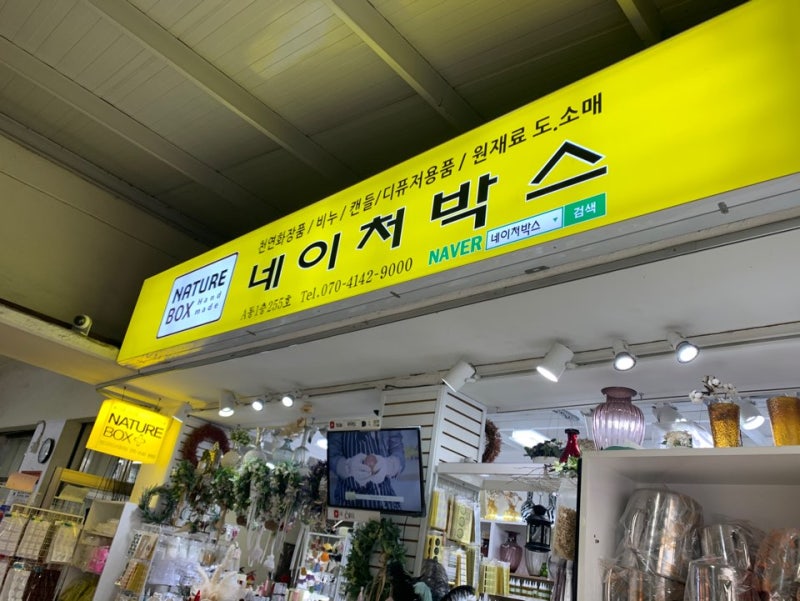 천연화장품 / 비누 / 캔들/디퓨저용품 / 원재료 도.소매
네이처박스
NATURE
BOX Hand
made
A동1층255호 Tel.070-4142-9000
NAVER 네이처박스 검색
NATURE
BOX